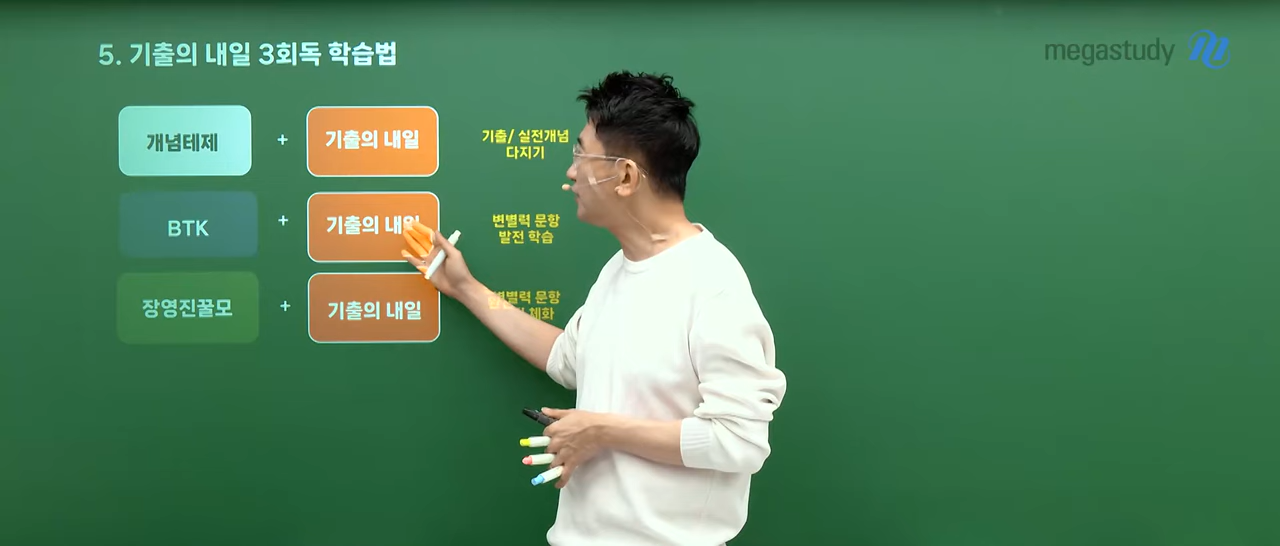 5. 기출의 내일 3회독 학습법
megastudy
개념테제 + 기출의 내일
기출/ 실전개념
다지기
BTK + 기출의 내일
변별력 문항
발전 학습
장영진꿀모 + 기출의 내일
변별력 문항
체화